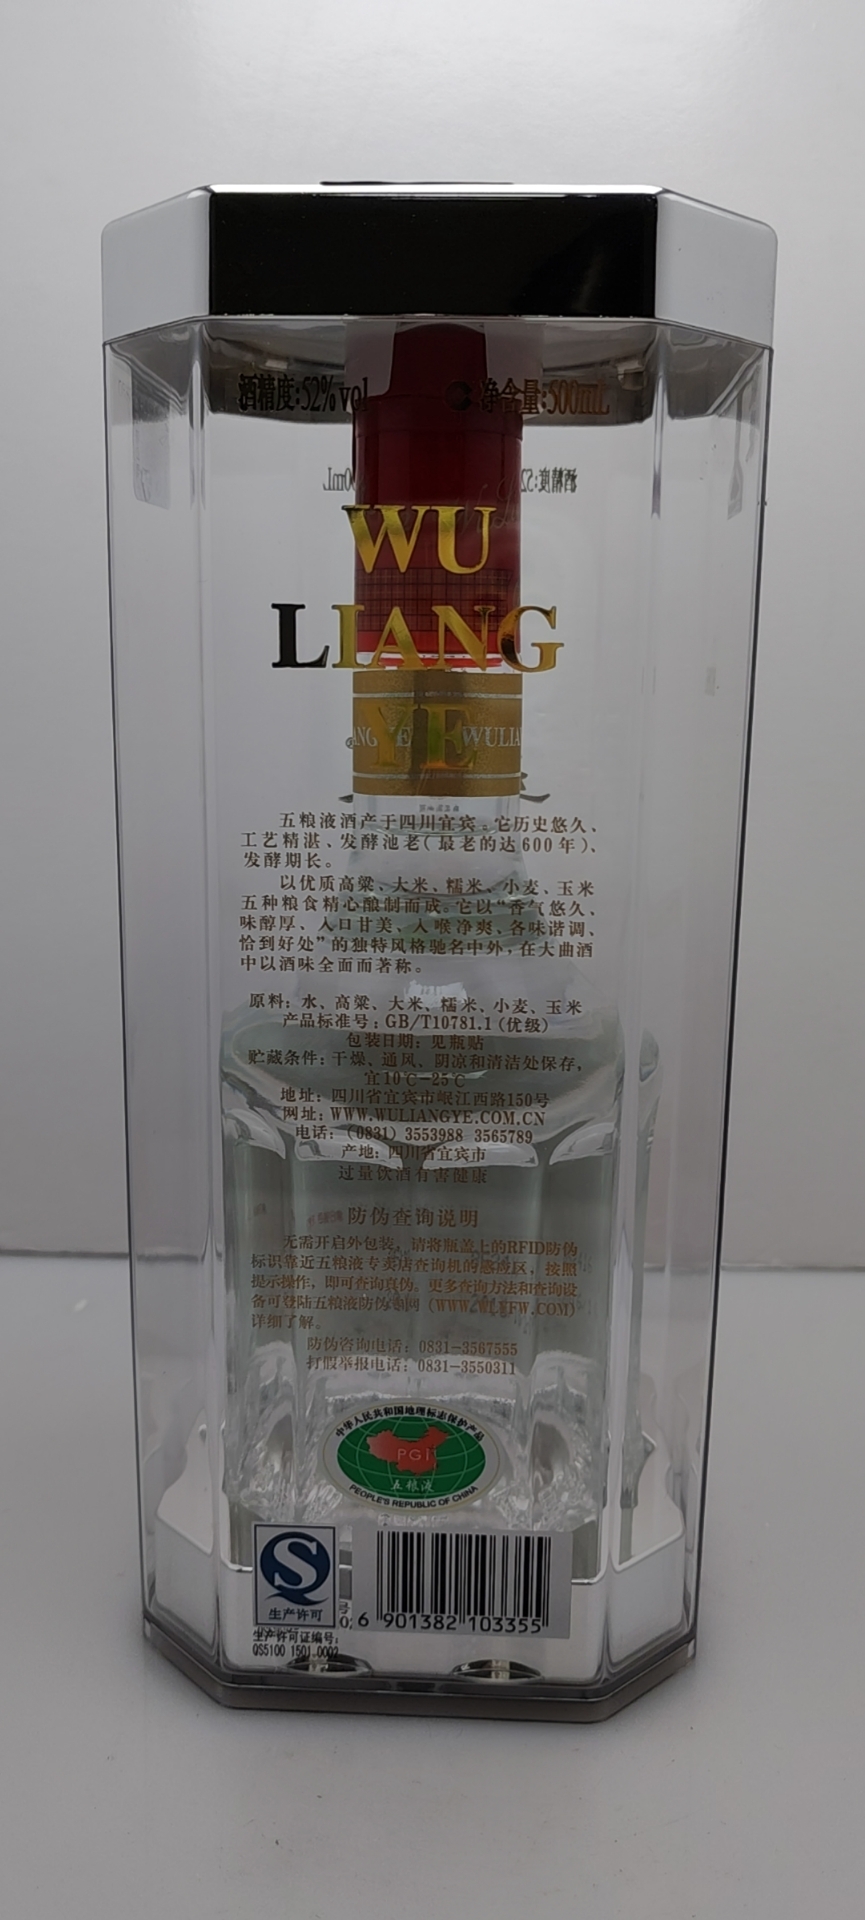 酒精度:52%vol 净含量:500mL
WU
LIANG
YE
WULIA
五粮液酒产于四川宜宾。它历史悠久、
工艺精湛、发酵池老(最老的达600年)、
发酵期长。
以优质高粱、大米、糯米、小麦、玉米
五种粮食精心酿制而成。它以“香气悠久、
味醇厚、入口甘美、入喉净爽、各味谐调、
恰到好处”的独特风格驰名中外,在大曲酒
中以酒味全面而著称。
原料: 水、高粱、大米、糯米、小麦、玉米
产品标准号: GB/T10781.1 (优级)
包装日期: 见瓶贴
贮藏条件: 干燥、通风、阴凉和清洁处保存,
宜10℃-25℃
地址: 四川省宜宾市岷江西路150号
网址: WWW.WULIANGYE.COM.CN
电话: (0831) 3553988 3565789
产地: 四川省宜宾市
过量饮酒有害健康
防伪查询说明
无需开启外包装, 请将瓶盖上的RFID防伪
标识靠近五粮液专卖店查询机的感应区, 按照
提示操作, 即可查询真伪。更多查询方法和查询设
备可登陆五粮液防伪查询网 (WWW.WLYFW.COM)
详细了解。
防伪咨询电话: 0831-3567555
打假举报电话: 0831-3550311
中华人民共和国地理标志保护产品
PGI
五粮液
PEOPLE'S REPUBLIC OF CHINA
生产许可
6 901382 103355
生产许可证编号:
QS5100 1501 0002